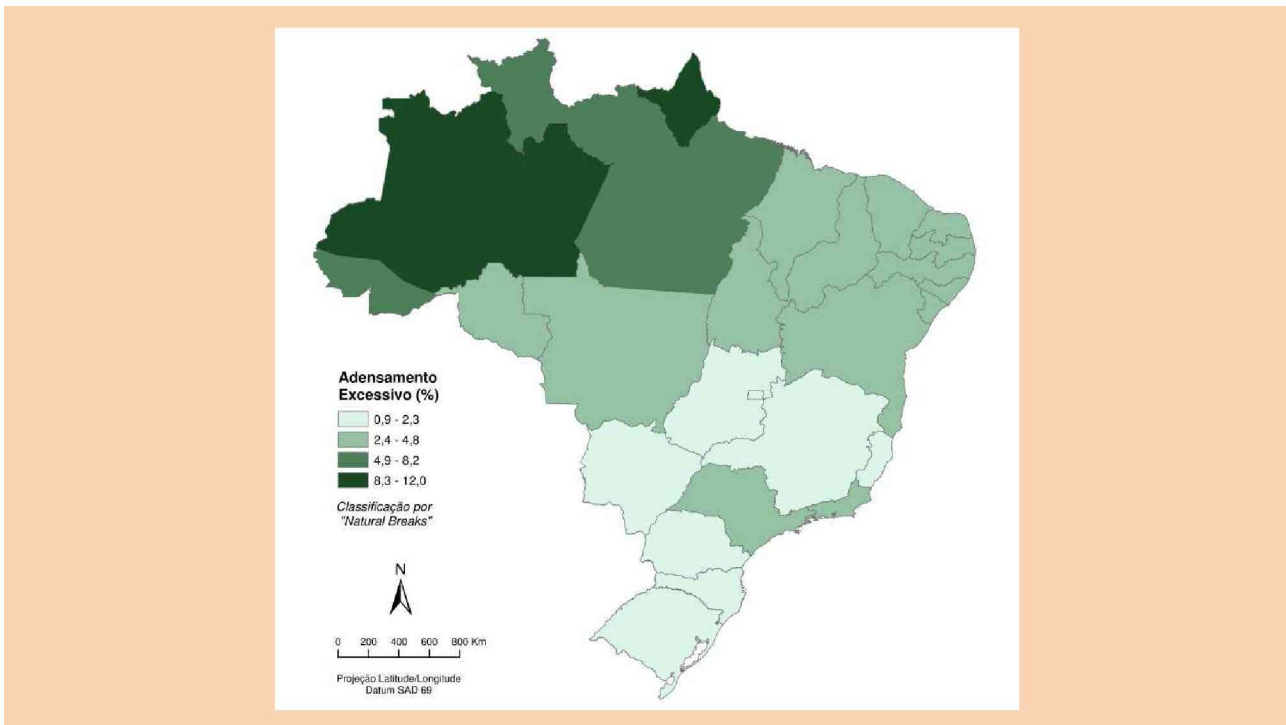 Adensamento
Excessivo (%)
0,9 - 2,3
2,4 - 4,8
4,9 - 8,2
8,3 - 12,0
Classificação por
"Natural Breaks"
N
0 200 400 600 800 Km
Projeção Latitude/Longitude
Datum SAD 69